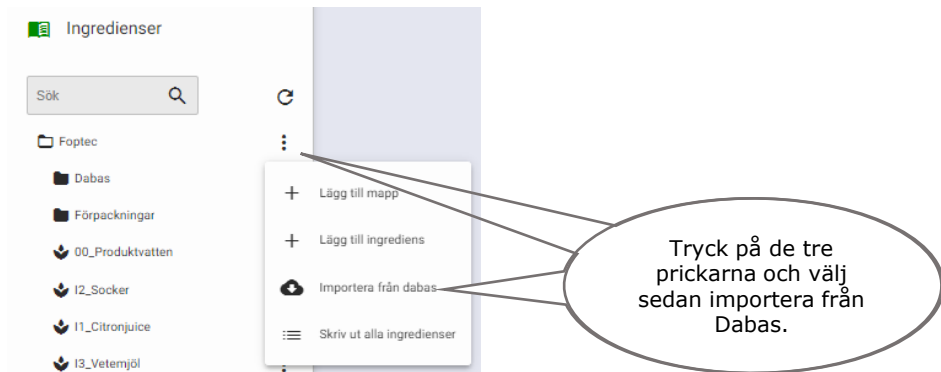 Ingredienser
Sök
Foptec
Dabas
Förpackningar
00_Produktvatten
I2_Socker
I1_Citronjuice
I3_Vetemjöl
Lägg till mapp
Lägg till ingrediens
Importera från dabas
Skriv ut alla ingredienser
Tryck på de tre
prickarna och välj
sedan importera från
Dabas.